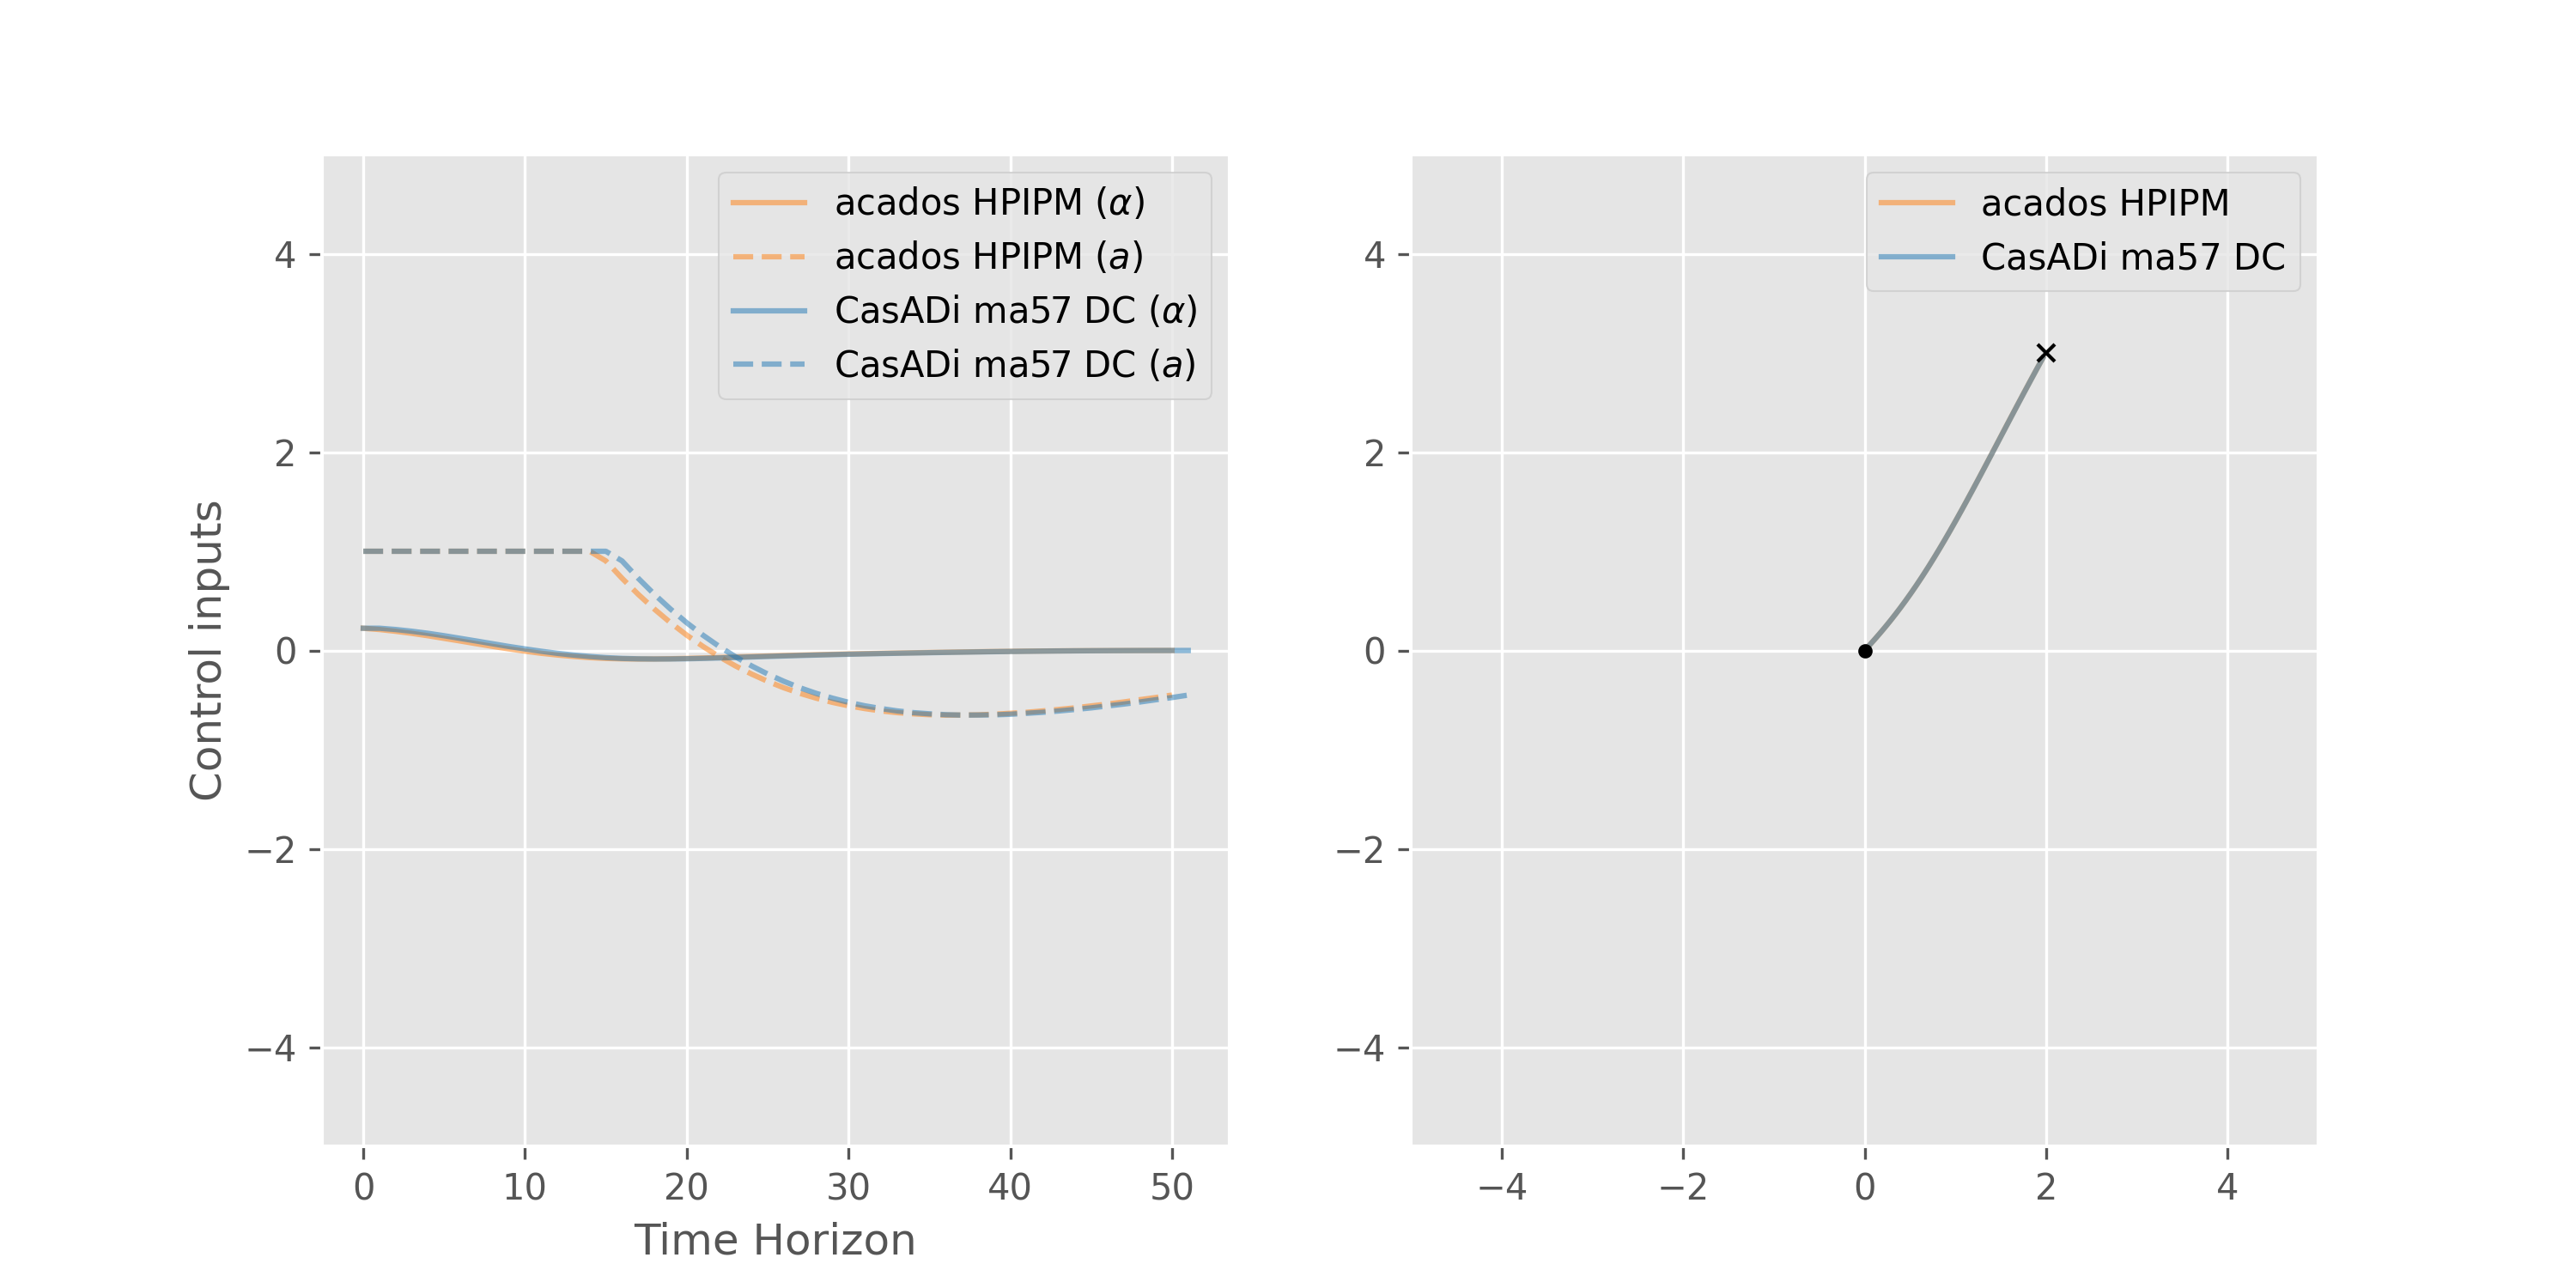 acados HPIPM (α)
acados HPIPM (a)
CasADi ma57 DC (α)
CasADi ma57 DC (a)
4
2
0
−2
−4
Control inputs
0 10 20 30 40 50
Time Horizon
acados HPIPM
CasADi ma57 DC
4
2
0
−2
−4
−4 −2 0 2 4